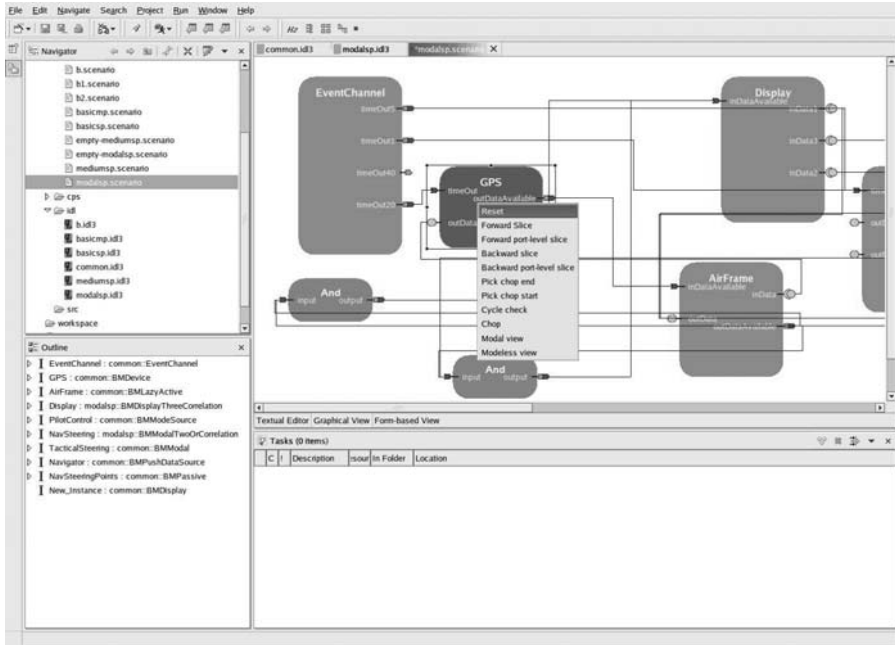 File Edit Navigate Search Project Run Window Help
Navigator
b.scenario
b1.scenario
b2.scenario
basicmp.scenario
basicsp.scenario
empty-mediumsp.scenario
empty-modalsp.scenario
mediumsp.scenario
modalsp.scenario
cps
idl
b.idl3
basicmp.idl3
basicsp.idl3
common.idl3
mediumsp.idl3
modalsp.idl3
src
workspace
Outline
EventChannel : common::EventChannel
GPS : common::BMDevice
AirFrame : common::BMLazyActive
Display : modalsp::BMDisplayThreeCorrelation
PilotControl : common::BMModeSource
NavSteering : modalsp::BMModalTwoOrCorrelation
TacticalSteering : common::BMModal
Navigator : common::BMPushDataSource
NavSteeringPoints : common::BMPassive
New_Instance : common::BMDisplay
common.idl3 modalsp.idl3 *modalsp.scenario
EventChannel
timeOut5
timeOut1
timeOut40
timeOut20
GPS
timeOut
outDataAvailable
outData
Reset
Forward Slice
Forward port-level slice
Backward slice
Backward port-level slice
Pick chop end
Pick chop start
Cycle check
Chop
Modal view
Modeless view
And
input output
And
input output
Display
inDataAvailable
inData1
inData3
inData2
AirFrame
inDataAvailable
inData
outData
outDataAvailable
Textual Editor Graphical View Form-based View
Tasks (0 items)
C ! Description In Folder Location